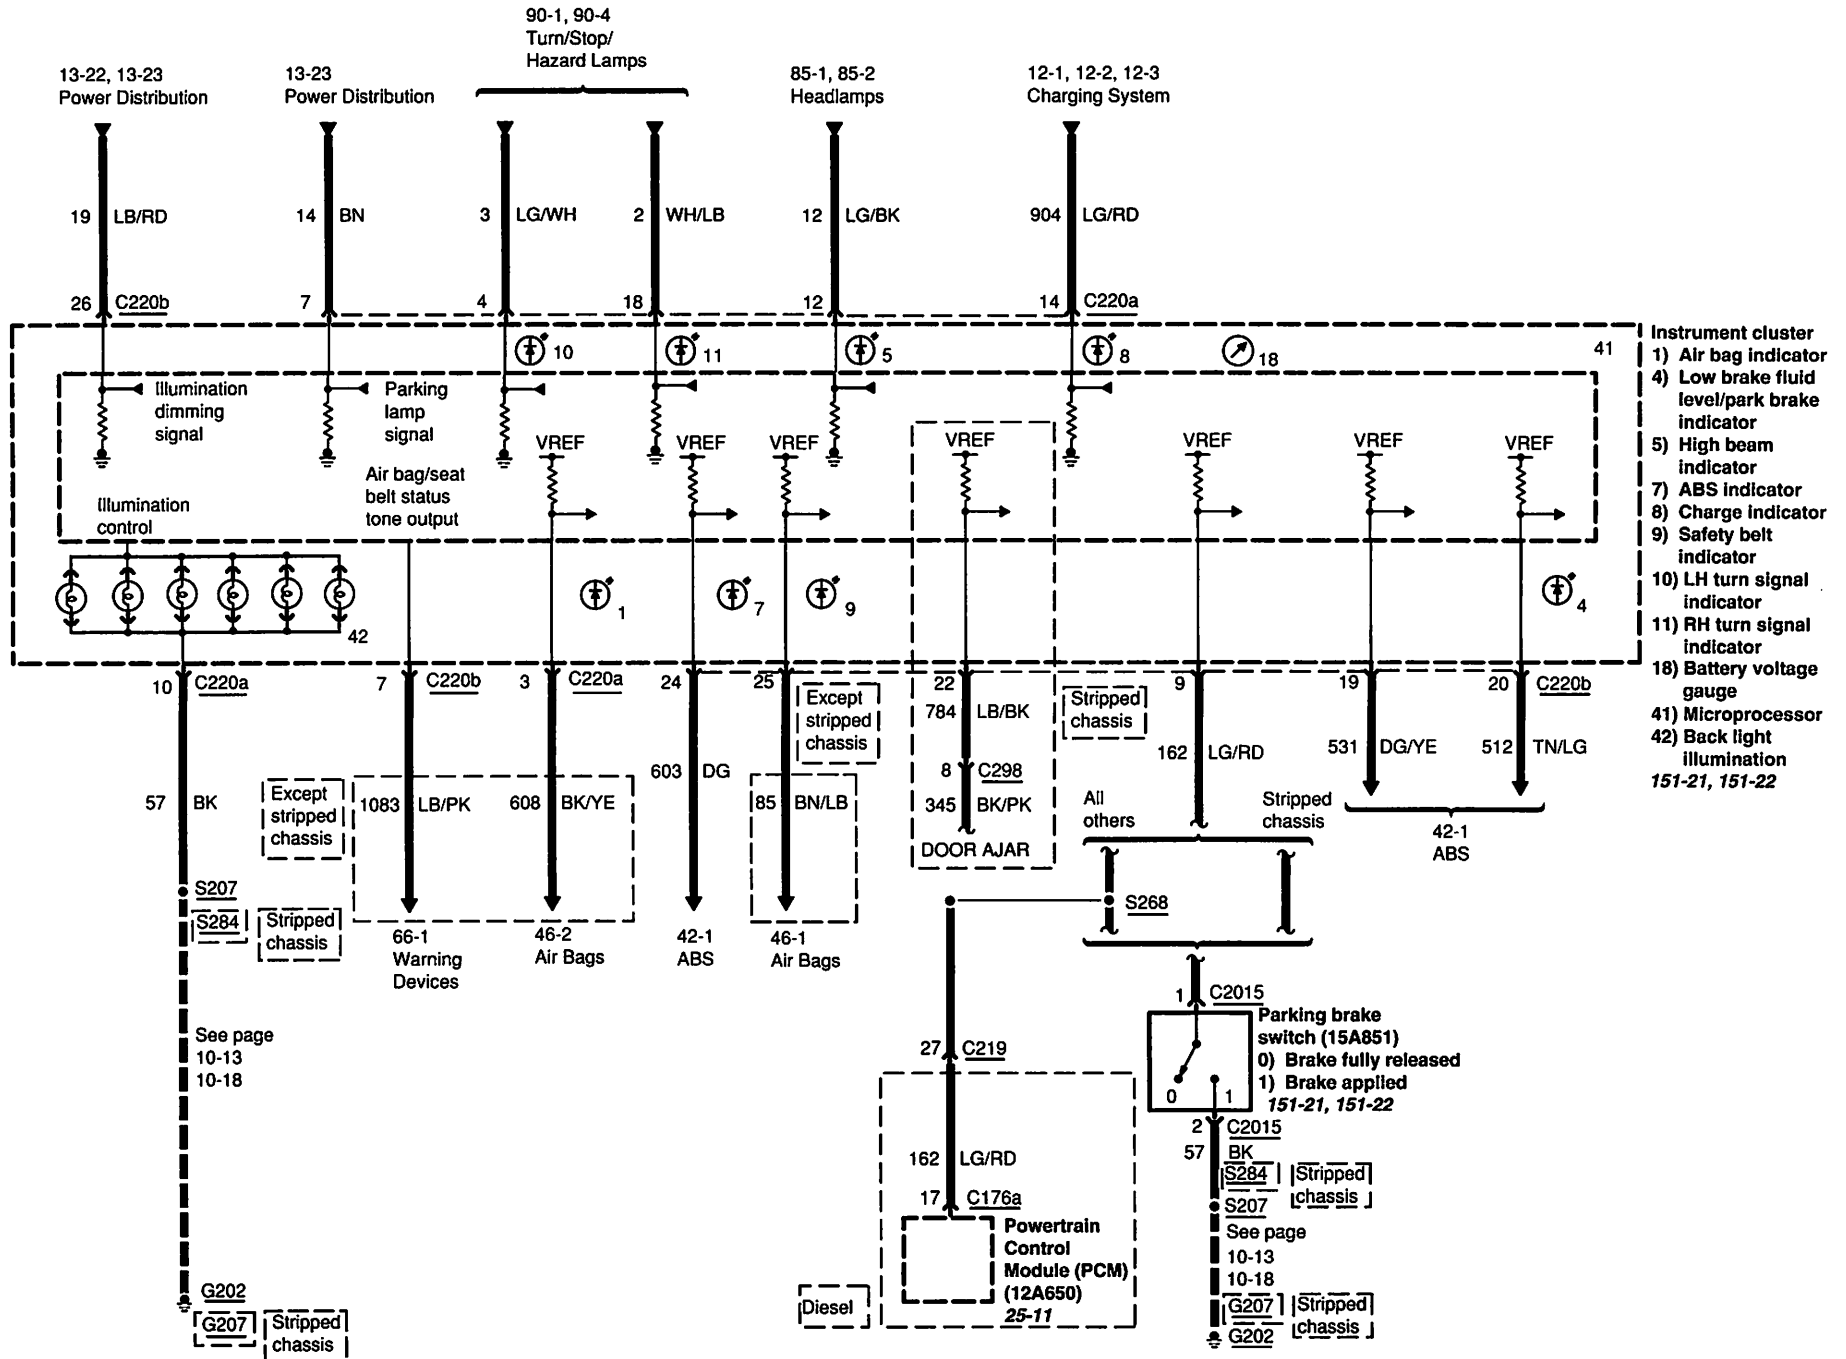 90-1, 90-4
Turn/Stop/
Hazard Lamps
13-22, 13-23
Power Distribution
13-23
Power Distribution
85-1, 85-2
Headlamps
12-1, 12-2, 12-3
Charging System
19 LB/RD
14 BN
3 LG/WH
2 WH/LB
12 LG/BK
904 LG/RD
26 C220b
7
4
18
12
14 C220a
10
11
5
8
18
41
Illumination
dimming
signal
Parking
lamp
signal
VREF
VREF
VREF
VREF
VREF
VREF
VREF
Air bag/seat
belt status
tone output
Illumination
control
42
1
7
9
4
Instrument cluster
1) Air bag indicator
4) Low brake fluid
level/park brake
indicator
5) High beam
indicator
7) ABS indicator
8) Charge indicator
9) Safety belt
indicator
10) LH turn signal
indicator
11) RH turn signal
indicator
18) Battery voltage
gauge
41) Microprocessor
42) Back light
illumination
151-21, 151-22
10 C220a
7 C220b
3 C220a
24
25
22
9
19
20 C220b
Except
stripped
chassis
784 LB/BK
Stripped
chassis
162 LG/RD
531 DG/YE
512 TN/LG
603 DG
8 C298
57 BK
Except
stripped
chassis
1083 LB/PK
608 BK/YE
85 BN/LB
345 BK/PK
DOOR AJAR
All
others
Stripped
chassis
42-1
ABS
S207
S284
Stripped
chassis
66-1
Warning
Devices
46-2
Air Bags
42-1
ABS
46-1
Air Bags
S268
1 C2015
Parking brake
switch (15A851)
0) Brake fully released
1) Brake applied
151-21, 151-22
0
1
See page
10-13
10-18
27 C219
2 C2015
57 BK
S284
Stripped
chassis
S207
See page
10-13
10-18
162 LG/RD
17 C176a
Powertrain
Control
Module (PCM)
(12A650)
25-11
Diesel
G207
Stripped
chassis
G202
G202
G207
Stripped
chassis